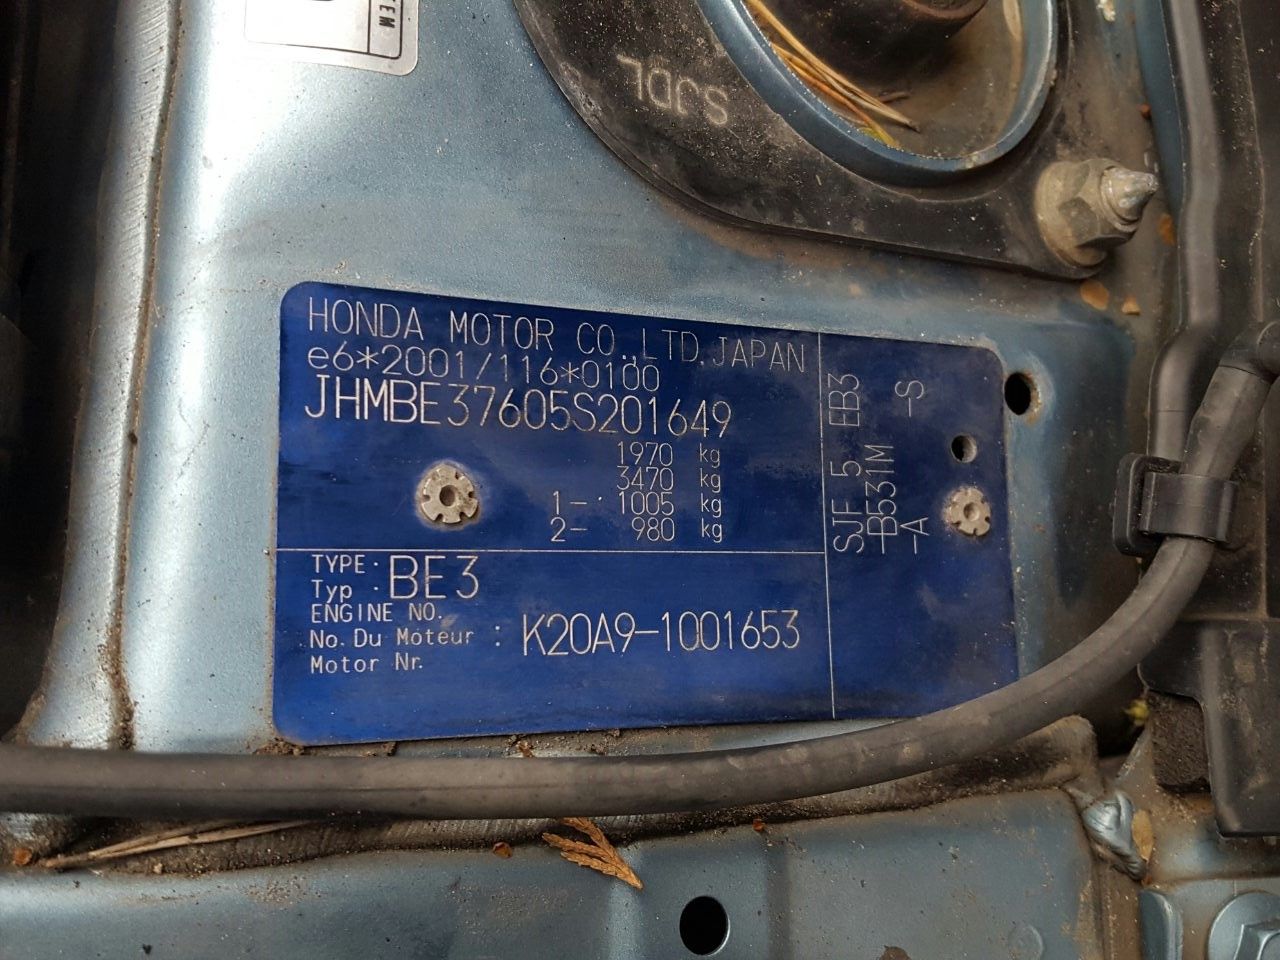 TEM
SJDL
HONDA MOTOR CO.,LTD.JAPAN
e6*2001/116*0100
JHMBE37605S201649
1970 kg
3470 kg
1- 1005 kg
2- 980 kg
TYPE:
Typ : BE3
ENGINE NO.
No. Du Moteur : K20A9-1001653
Motor Nr.
SJF 5 EB3
-B531M -S
-A